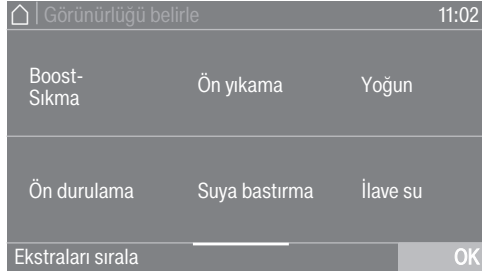 Görünürlüğü belirle 11:02
Boost-
Sıkma
Ön yıkama Yoğun
Ön durulama Suya bastırma İlave su
Ekstraları sırala OK